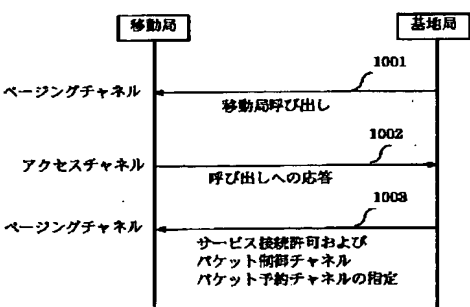 移動局
基地局
1001
ページングチャネル
移動局呼び出し
1002
アクセスチャネル
呼び出しへの応答
1003
ページングチャネル
サービス接続許可および
パケット制御チャネル
パケット予約チャネルの指定